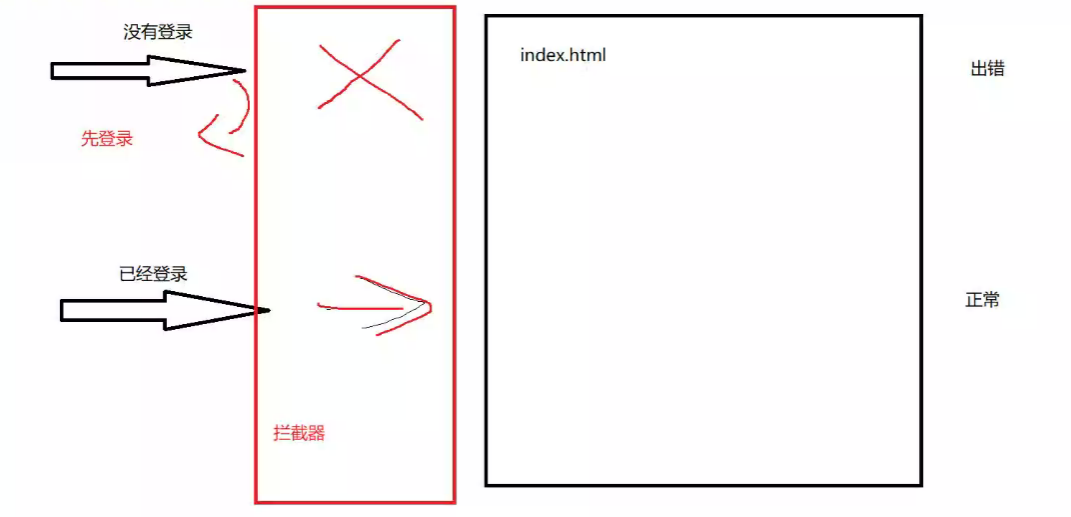 没有登录
index.html
出错
先登录
已经登录
正常
拦截器